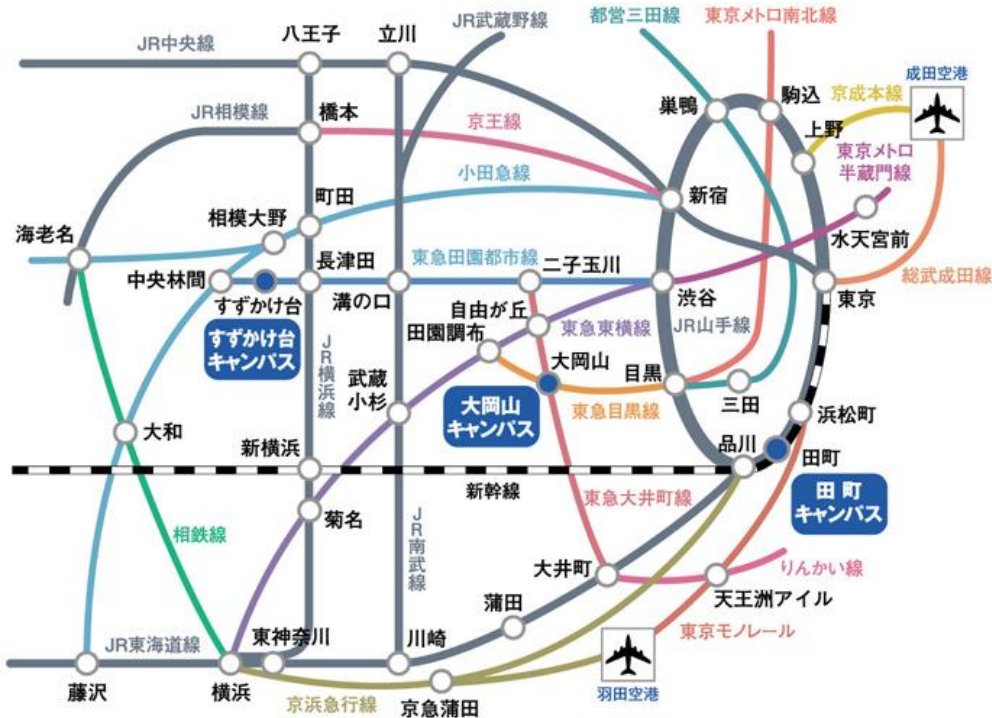 JR中央線
八王子
立川
JR武蔵野線
都営三田線
東京メトロ南北線
成田空港
京成本線
巣鴨
駒込
上野
JR相模線
橋本
京王線
東京メトロ
半蔵門線
小田急線
新宿
町田
相模大野
海老名
水天宮前
中央林間
すずかけ台
長津田
東急田園都市線
溝の口
二子玉川
渋谷
東京
総武成田線
すずかけ台
キャンパス
自由が丘
田園調布
東急東横線
JR山手線
JR横浜線
武蔵
小杉
大岡山
目黒
三田
大岡山
キャンパス
東急目黒線
浜松町
大和
新横浜
品川
田町
新幹線
田町
キャンパス
相鉄線
菊名
JR南武線
東急大井町線
大井町
りんかい線
天王洲アイル
蒲田
東京モノレール
JR東海道線
東神奈川
川崎
藤沢
横浜
京浜急行線
京急蒲田
羽田空港